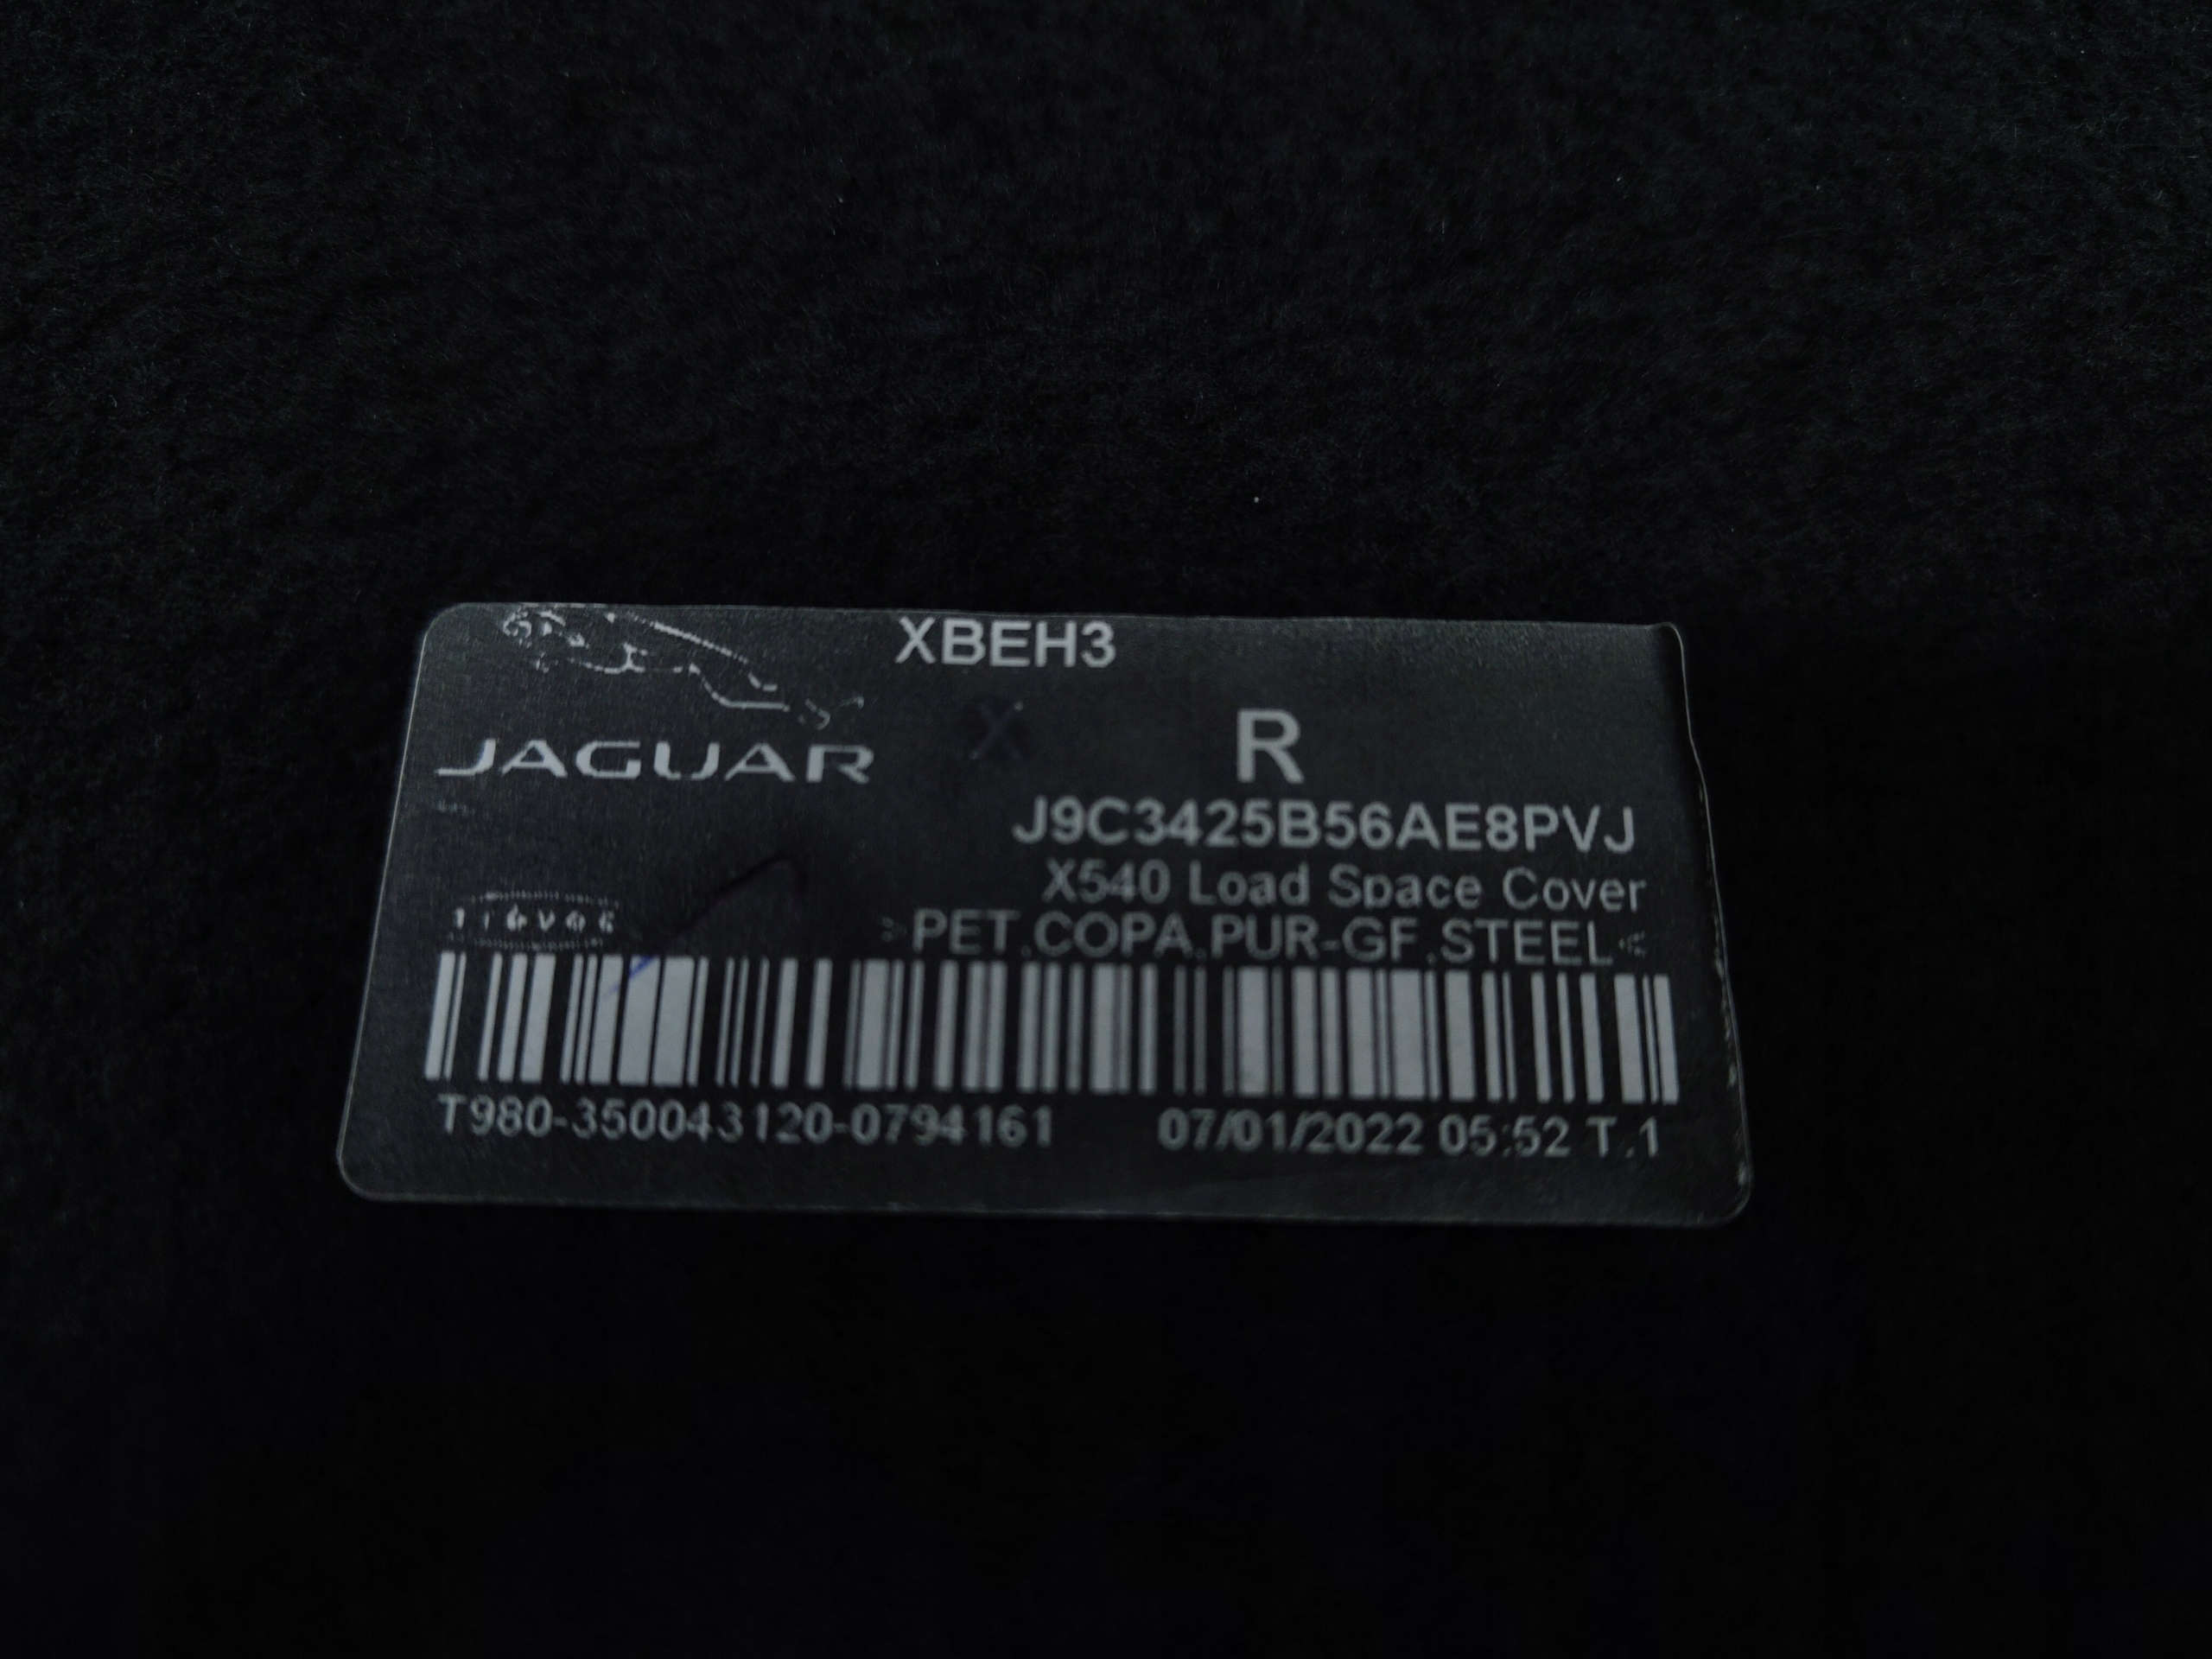 XBEH3
X
R
JAGUAR
J9C3425B56AE8PVJ
X540 Load Space Cover
>PET.COPA.PUR-GF.STEEL<
T980-350043120-0794161 07/01/2022 05:52 T.1